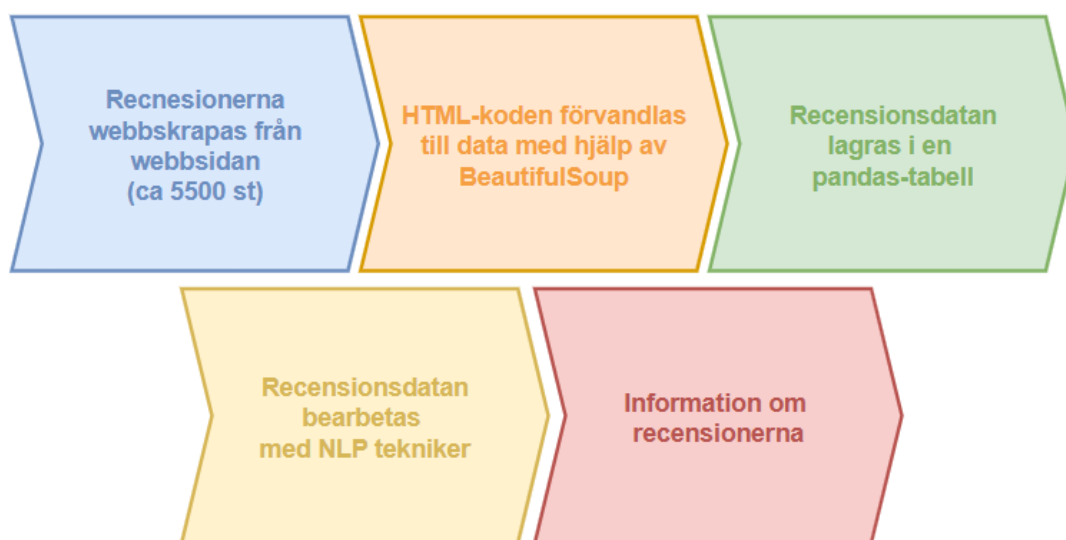 Recnesionerna
webbskrapas från
webbsidan
(ca 5500 st)
HTML-koden förvandlas
till data med hjälp av
BeautifulSoup
Recensionsdatan
lagras i en
pandas-tabell
Recensionsdatan
bearbetas
med NLP tekniker
Information om
recensionerna